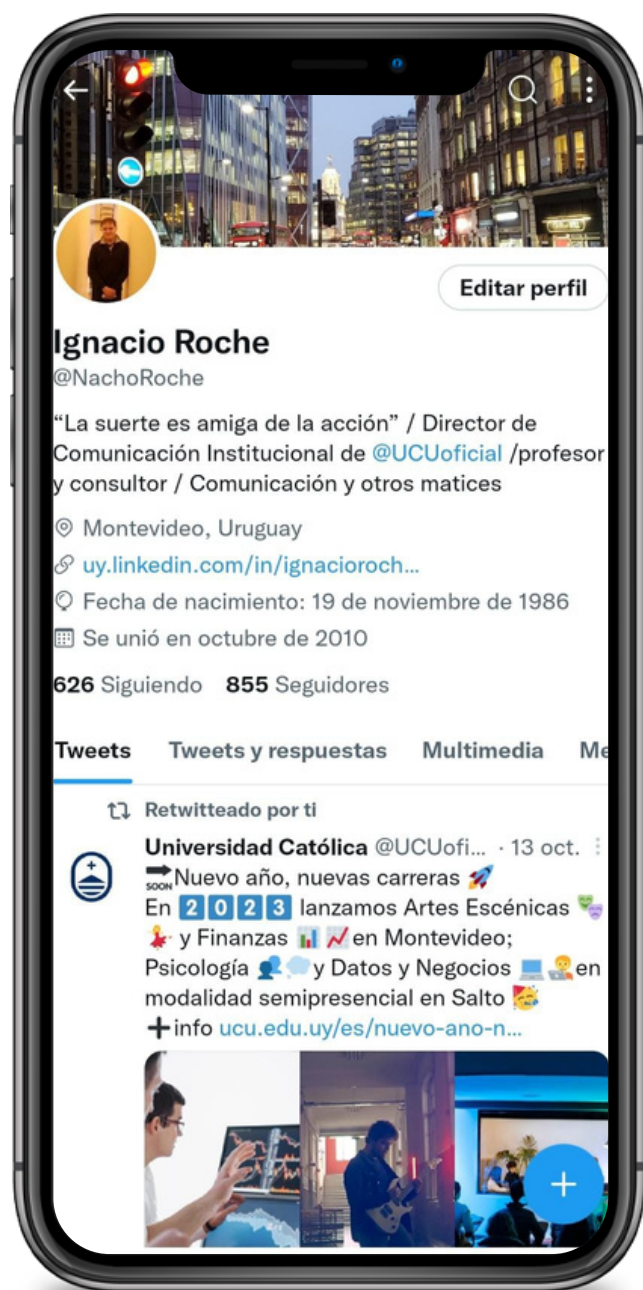 Editar perfil
Ignacio Roche
@NachoRoche
“La suerte es amiga de la acción” / Director de
Comunicación Institucional de @UCUoficial /profesor
y consultor / Comunicación y otros matices
Montevideo, Uruguay
uy.linkedin.com/in/ignacioroch...
Fecha de nacimiento: 19 de noviembre de 1986
Se unió en octubre de 2010
626 Siguiendo 855 Seguidores
Tweets Tweets y respuestas Multimedia Me
Retwitteado por ti
Universidad Católica @UCUofi... · 13 oct.
🔜Nuevo año, nuevas carreras 🚀
En 2️⃣0️⃣2️⃣3️⃣ lanzamos Artes Escénicas 🎭
💃 y Finanzas 📊 📈 en Montevideo;
Psicología 👥💭 y Datos y Negocios 💻 🧑‍💻 en
modalidad semipresencial en Salto 🥳
➕info ucu.edu.uy/es/nuevo-ano-n...